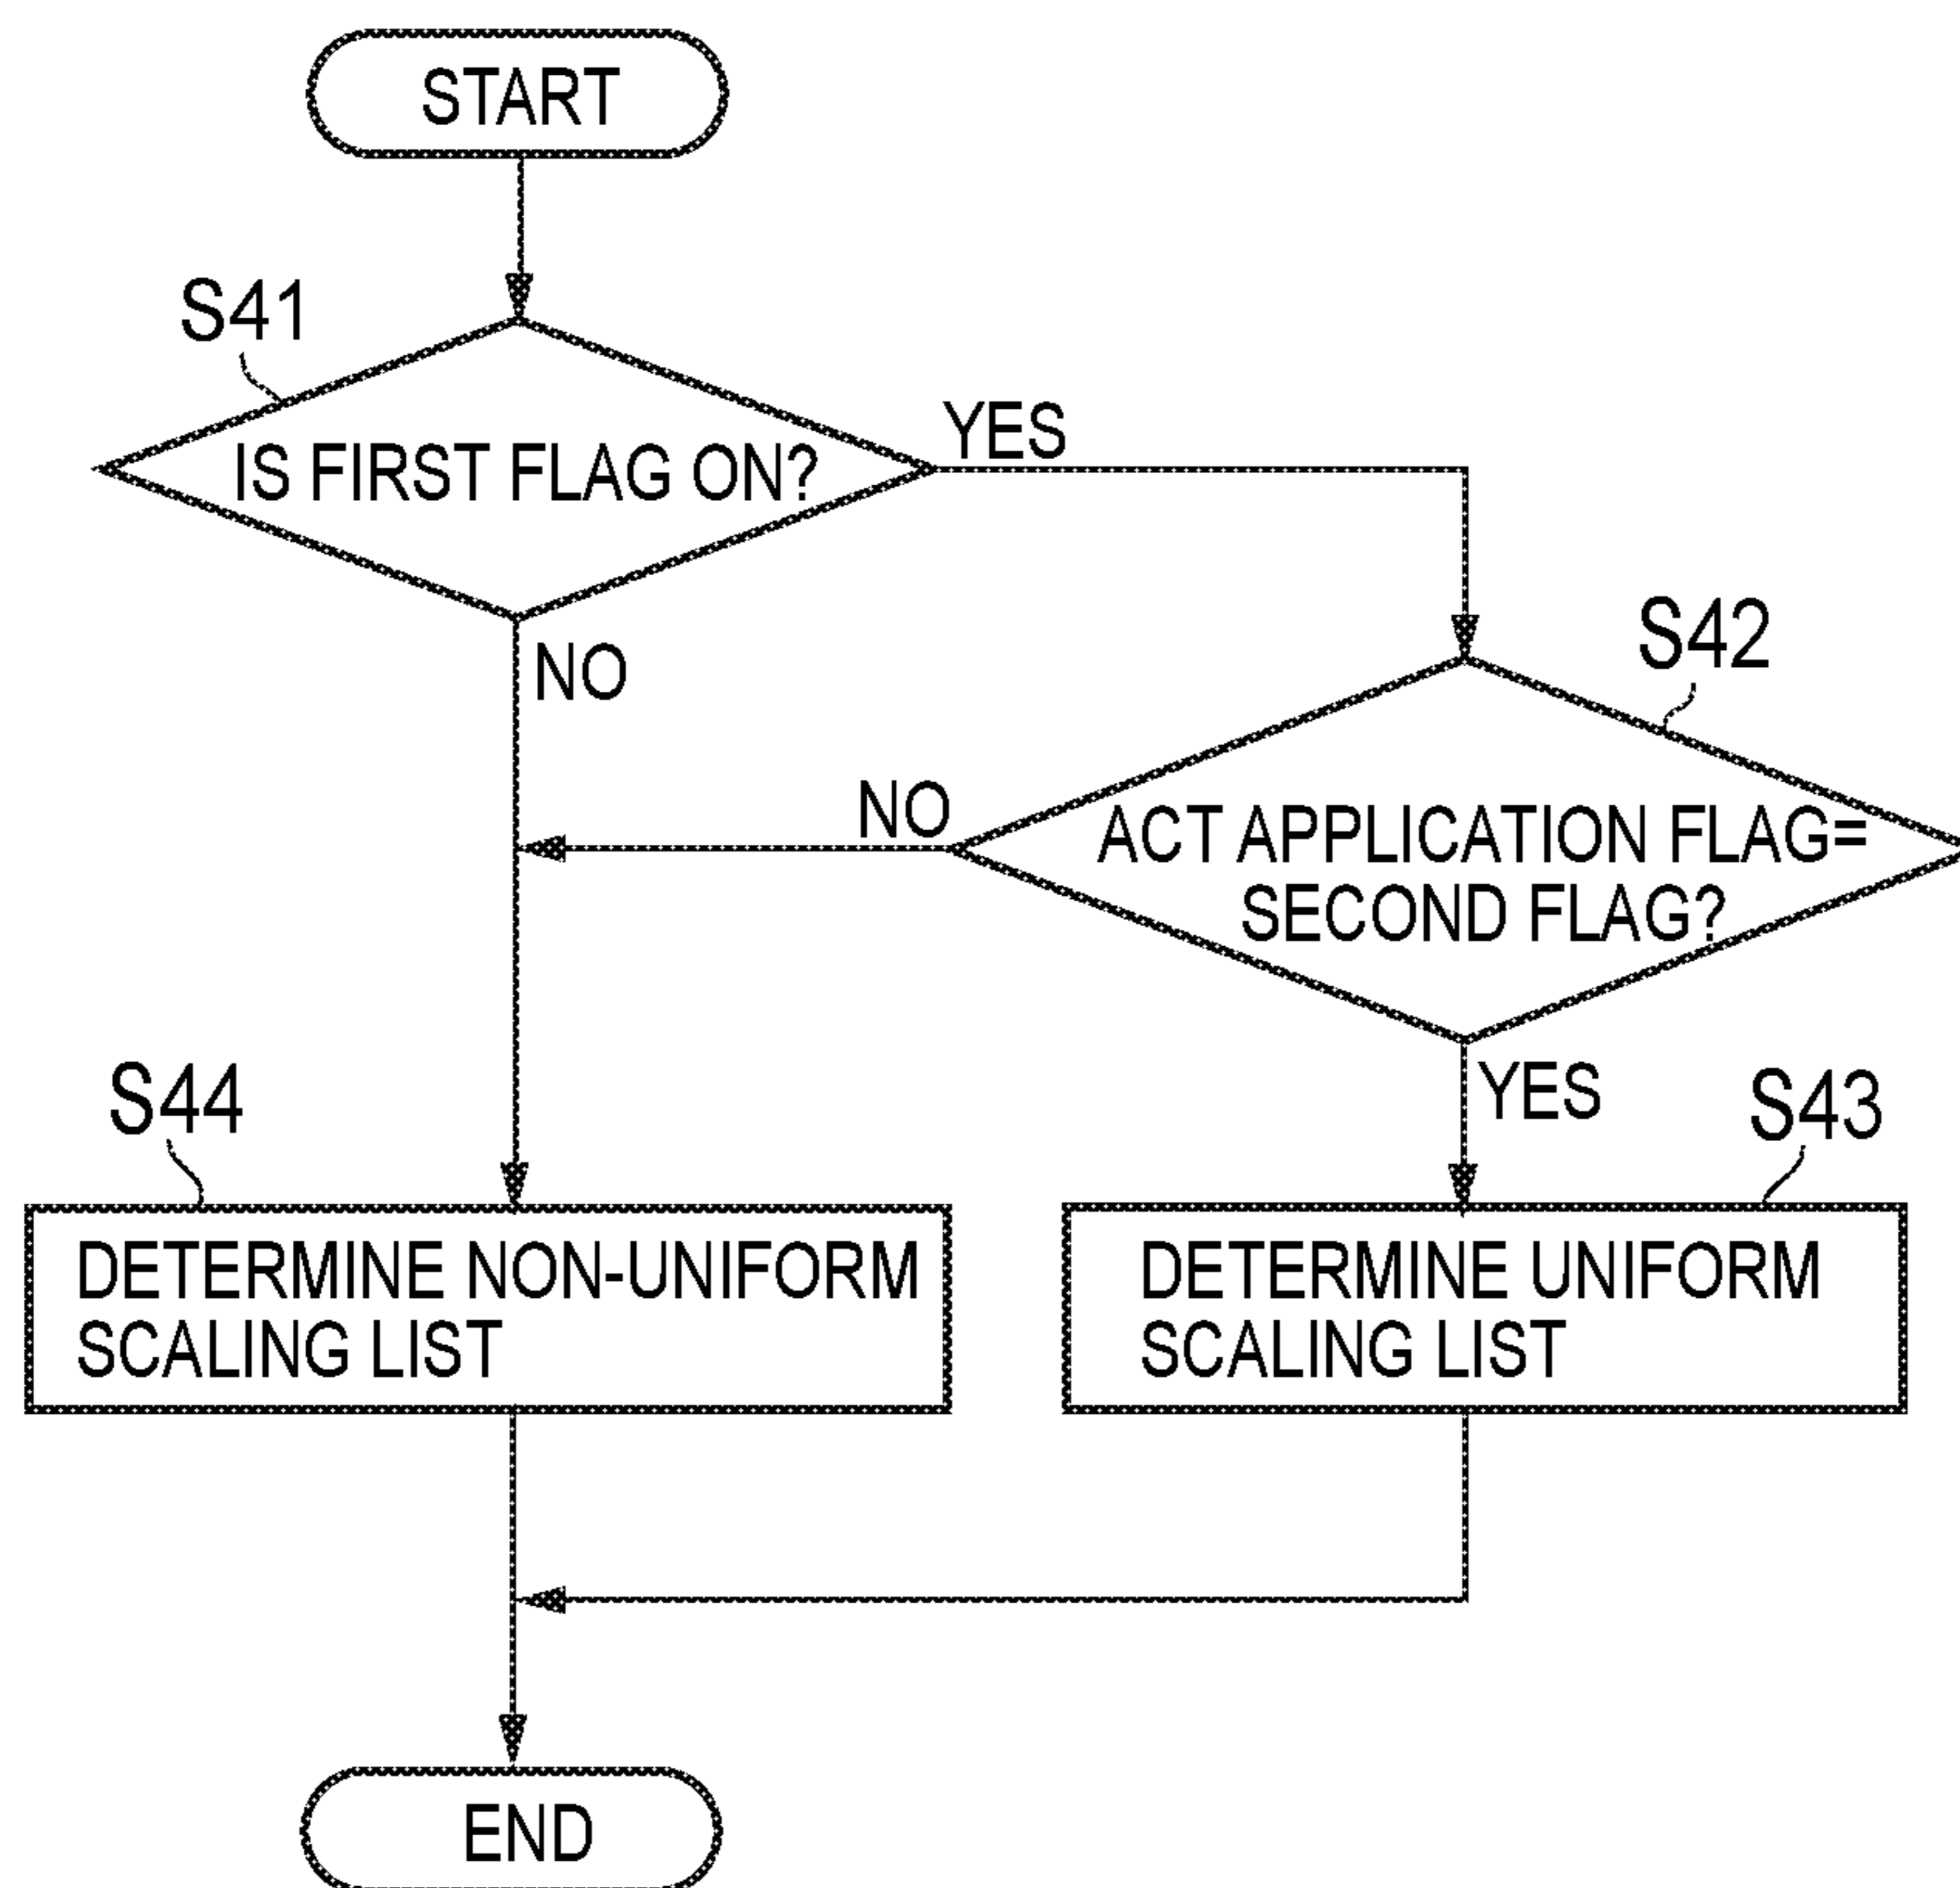 START
S41
IS FIRST FLAG ON?
YES
NO
S42
NO
ACT APPLICATION FLAG=
SECOND FLAG?
YES
S44
S43
DETERMINE NON-UNIFORM
SCALING LIST
DETERMINE UNIFORM
SCALING LIST
END